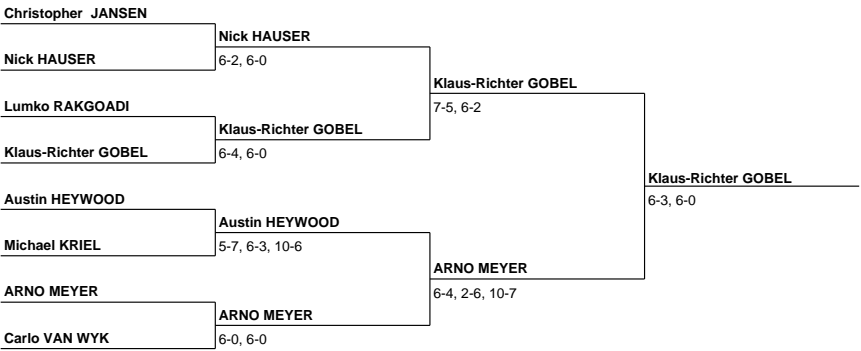 Christopher  JANSEN
Nick HAUSER
Nick HAUSER
6-2, 6-0
Klaus-Richter GOBEL
7-5, 6-2
Lumko RAKGOADI
Klaus-Richter GOBEL
Klaus-Richter GOBEL
6-4, 6-0
Klaus-Richter GOBEL
6-3, 6-0
Austin HEYWOOD
Austin HEYWOOD
Michael KRIEL
5-7, 6-3, 10-6
ARNO MEYER
6-4, 2-6, 10-7
ARNO MEYER
ARNO MEYER
Carlo VAN WYK
6-0, 6-0